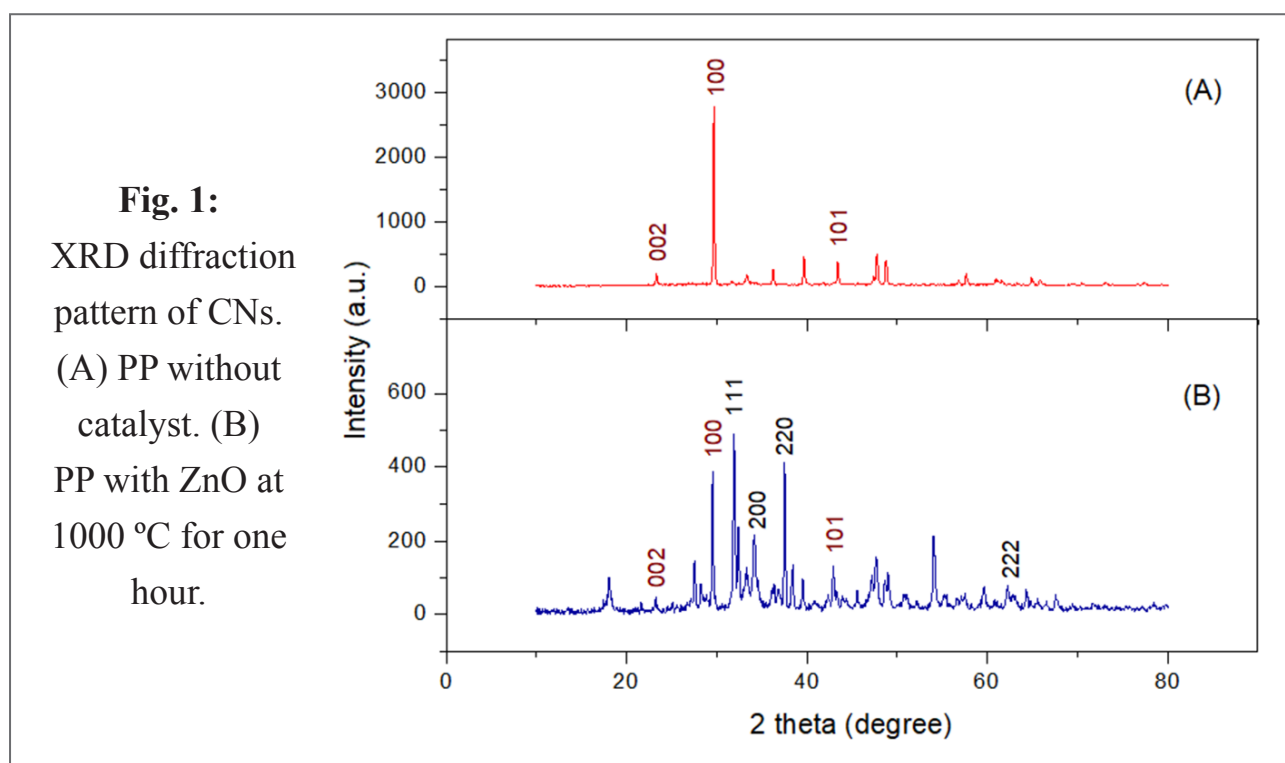 Fig. 1:
XRD diffraction
pattern of CNs.
(A) PP without
catalyst. (B)
PP with ZnO at
1000 ºC for one
hour.
Intensity (a.u.)
3000
2000
1000
0
002
100
101
(A)
600
400
200
0
002
100
111
200
220
101
222
(B)
0
20
40
60
80
2 theta (degree)